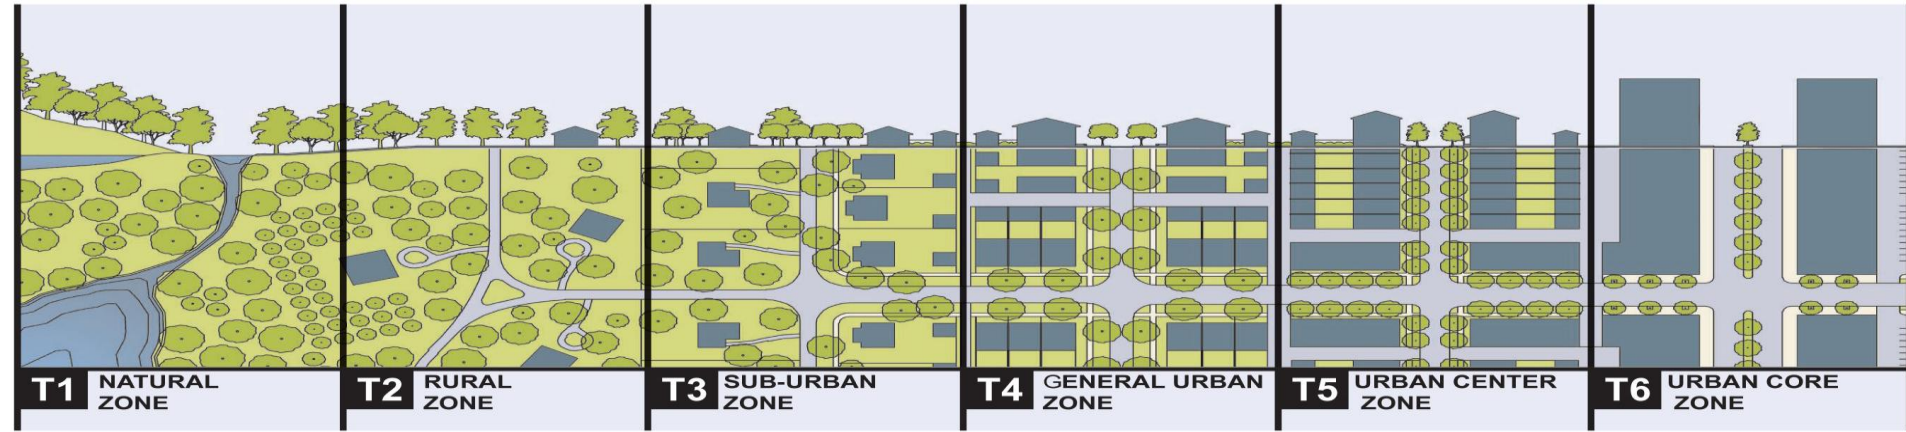 T1 NATURAL
ZONE
T2 RURAL
ZONE
T3 SUB-URBAN
ZONE
T4 GENERAL URBAN
ZONE
T5 URBAN CENTER
ZONE
T6 URBAN CORE
ZONE